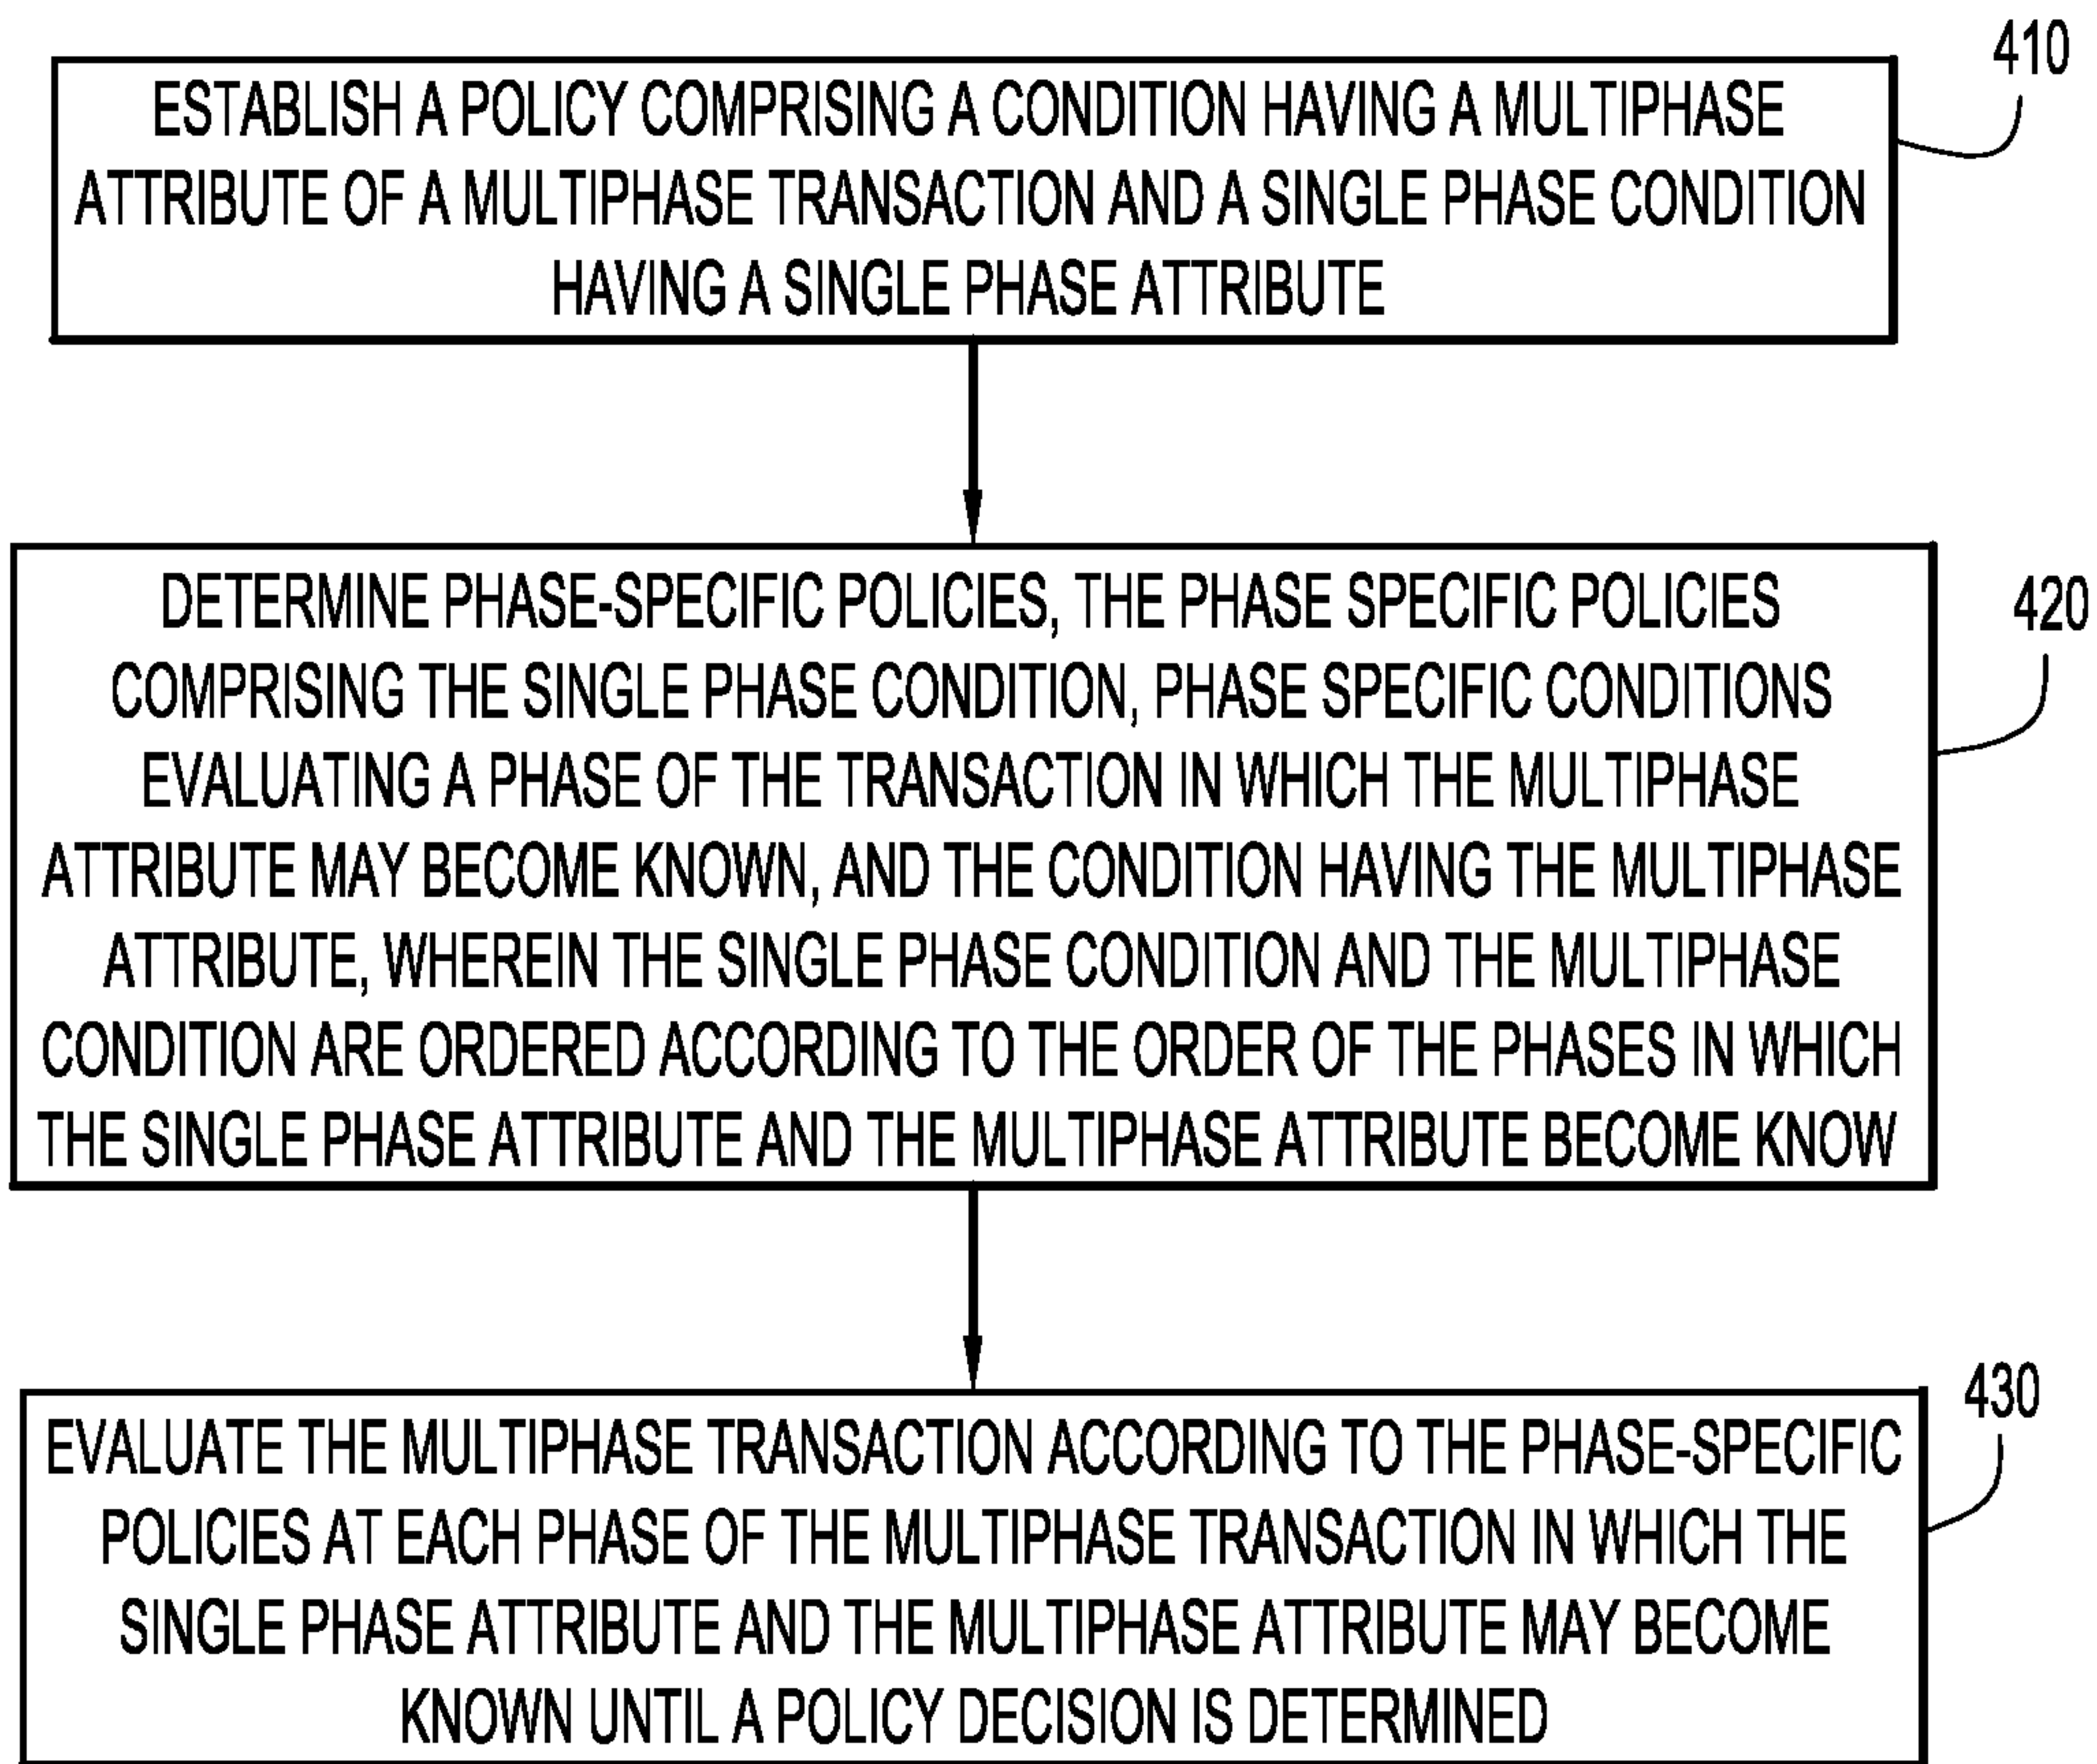 410
ESTABLISH A POLICY COMPRISING A CONDITION HAVING A MULTIPHASE
ATTRIBUTE OF A MULTIPHASE TRANSACTION AND A SINGLE PHASE CONDITION
HAVING A SINGLE PHASE ATTRIBUTE
420
DETERMINE PHASE-SPECIFIC POLICIES, THE PHASE SPECIFIC POLICIES
COMPRISING THE SINGLE PHASE CONDITION, PHASE SPECIFIC CONDITIONS
EVALUATING A PHASE OF THE TRANSACTION IN WHICH THE MULTIPHASE
ATTRIBUTE MAY BECOME KNOWN, AND THE CONDITION HAVING THE MULTIPHASE
ATTRIBUTE, WHEREIN THE SINGLE PHASE CONDITION AND THE MULTIPHASE
CONDITION ARE ORDERED ACCORDING TO THE ORDER OF THE PHASES IN WHICH
THE SINGLE PHASE ATTRIBUTE AND THE MULTIPHASE ATTRIBUTE BECOME KNOW
430
EVALUATE THE MULTIPHASE TRANSACTION ACCORDING TO THE PHASE-SPECIFIC
POLICIES AT EACH PHASE OF THE MULTIPHASE TRANSACTION IN WHICH THE
SINGLE PHASE ATTRIBUTE AND THE MULTIPHASE ATTRIBUTE MAY BECOME
KNOWN UNTIL A POLICY DECISION IS DETERMINED